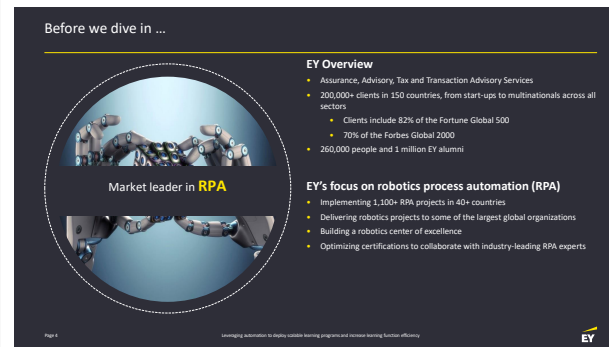 Before we dive in ...
Market leader in RPA
EY Overview
• Assurance, Advisory, Tax and Transaction Advisory Services
• 200,000+ clients in 150 countries, from start-ups to multinationals across all
sectors
• Clients include 82% of the Fortune Global 500
• 70% of the Forbes Global 2000
• 260,000 people and 1 million EY alumni
EY's focus on robotics process automation (RPA)
• Implementing 1,100+ RPA projects in 40+ countries
• Delivering robotics projects to some of the largest global organizations
• Building a robotics center of excellence
• Optimizing certifications to collaborate with industry-leading RPA experts
Page 4
Leveraging automation to deploy scalable learning programs and increase learning function efficiency
EY